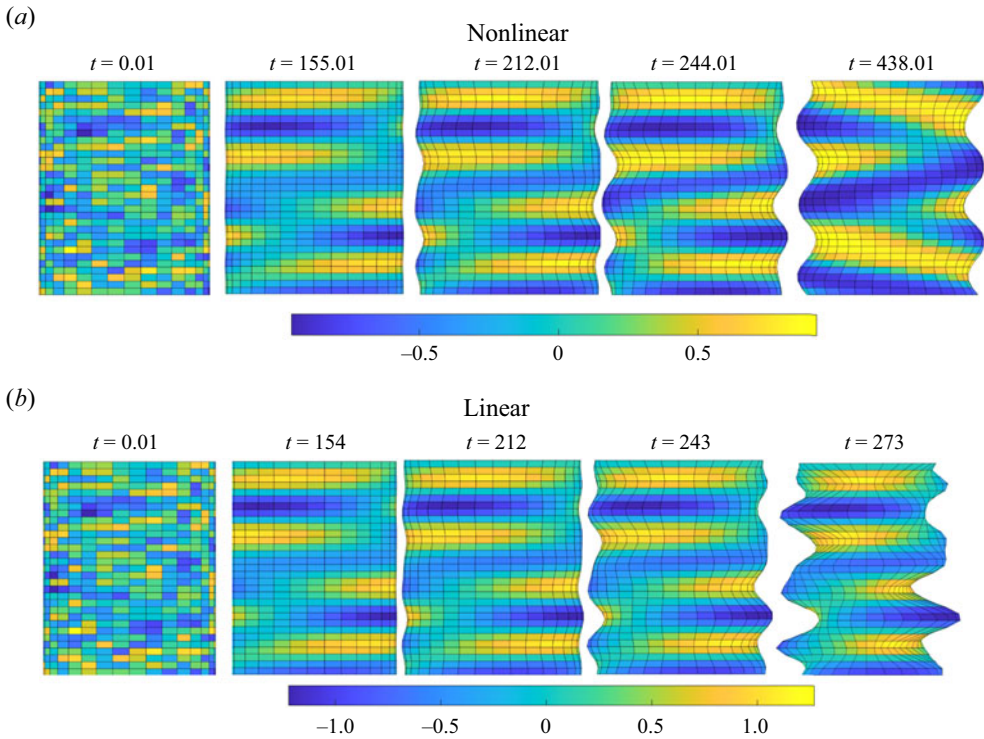 (a)
Nonlinear
t = 0.01 t = 155.01 t = 212.01 t = 244.01 t = 438.01
–0.5 0 0.5
(b)
Linear
t = 0.01 t = 154 t = 212 t = 243 t = 273
–1.0 –0.5 0 0.5 1.0